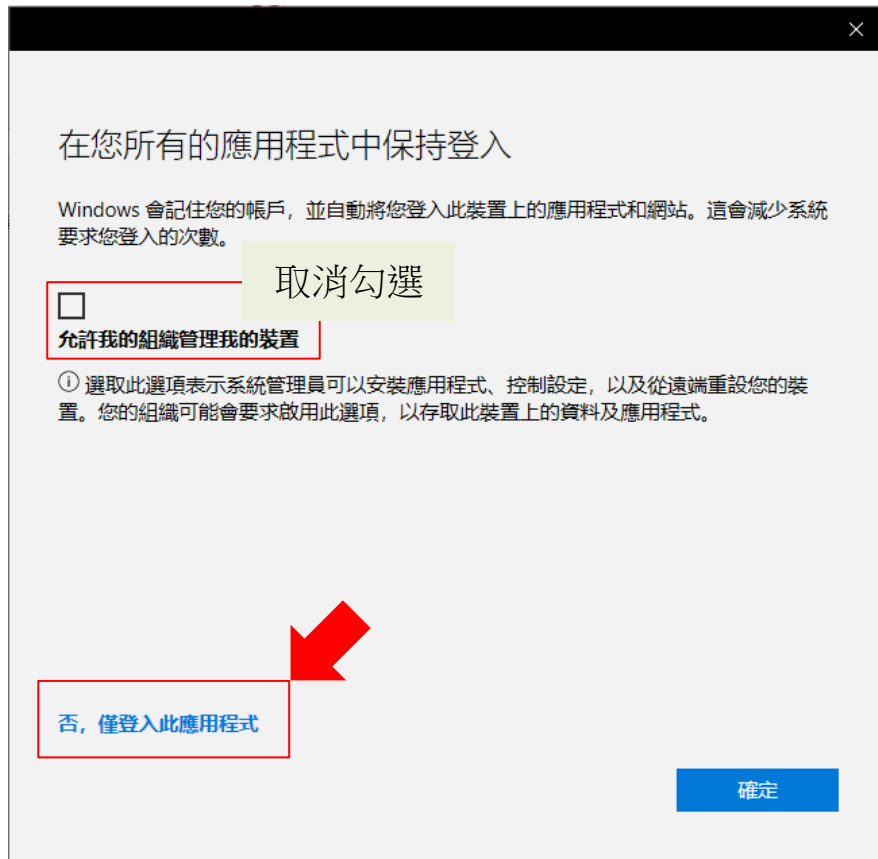 在您所有的應用程式中保持登入
Windows 會記住您的帳戶，並自動將您登入此裝置上的應用程式和網站。這會減少系統
要求您登入的次數。
取消勾選
允許我的組織管理我的裝置
選取此選項表示系統管理員可以安裝應用程式、控制設定，以及從遠端重設您的裝
置。您的組織可能會要求啟用此選項，以存取此裝置上的資料及應用程式。
否，僅登入此應用程式
確定